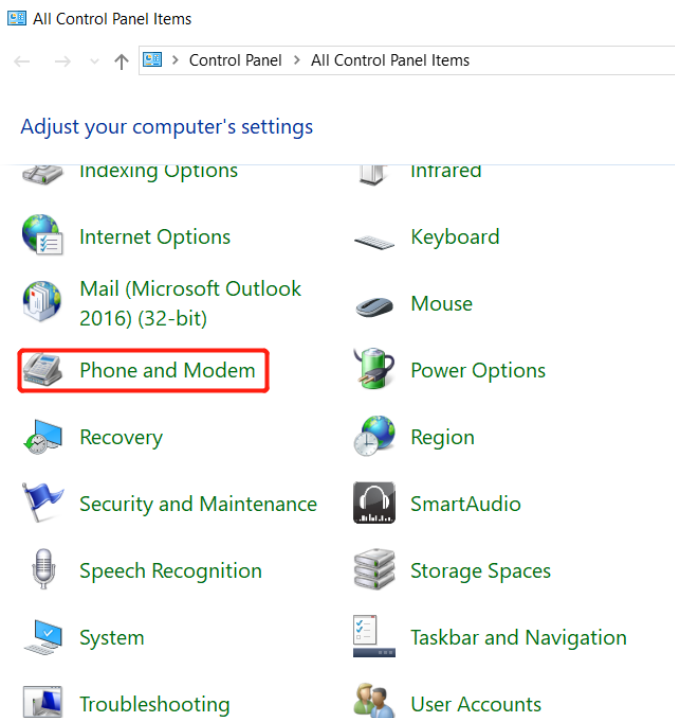 All Control Panel Items
Control Panel > All Control Panel Items
Adjust your computer's settings
Indexing Options
Infrared
Internet Options
Keyboard
Mail (Microsoft Outlook
2016) (32-bit)
Mouse
Phone and Modem
Power Options
Recovery
Region
Security and Maintenance
SmartAudio
Speech Recognition
Storage Spaces
System
Taskbar and Navigation
Troubleshooting
User Accounts